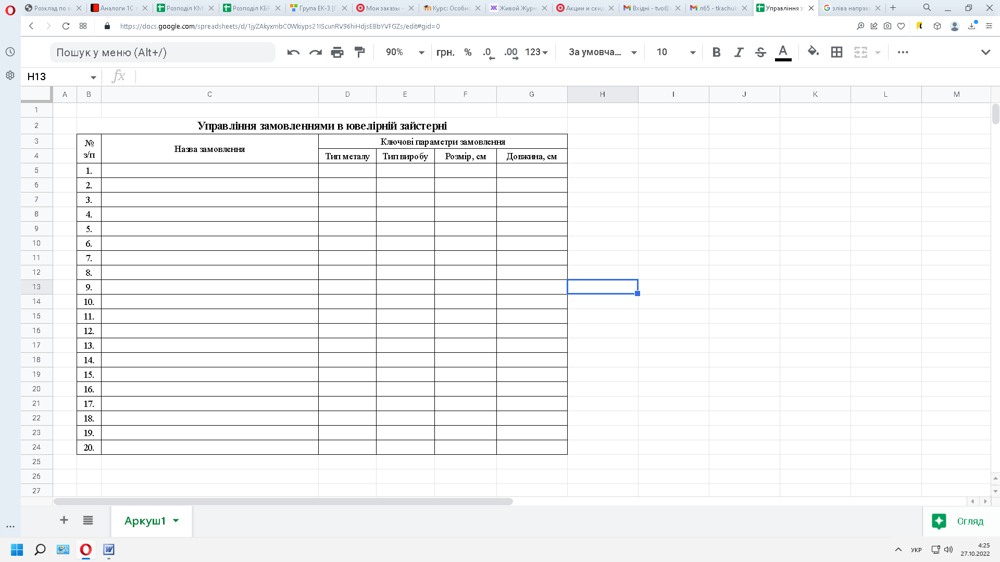 Розклад по в
Аналоги 1С т
Розподіл КМ
Розподіл КБР
Група ЕК-3 [Г
Мои заказы –
Курс: Особис
Живой Журн
Акции и скид
Вхідні - tvo@
л65 - tkachuk
Управління з
зліва направо
https://docs.google.com/spreadsheets/d/1jyZAkyxmbC0Wkiyps21IScunRV96hiHdjsEBbYVFGZs/edit#gid=0
Пошук у меню (Alt+/)
90%
грн.
%
.0
.00
123
За умовча...
10
B
I
S
A
H13
fx
A B C D E F G H I J K L M
1
2 Управління замовленнями в ювелірній зайстерні
3 № з/п Назва замовлення Ключові параметри замовлення
4 Тип металу Тип виробу Розмір, см Довжина, см
5 1.
6 2.
7 3.
8 4.
9 5.
10 6.
11 7.
12 8.
13 9.
14 10.
15 11.
16 12.
17 13.
18 14.
19 15.
20 16.
21 17.
22 18.
23 19.
24 20.
25
26
27
Аркуш1
Огляд
УКР
4:25
27.10.2022